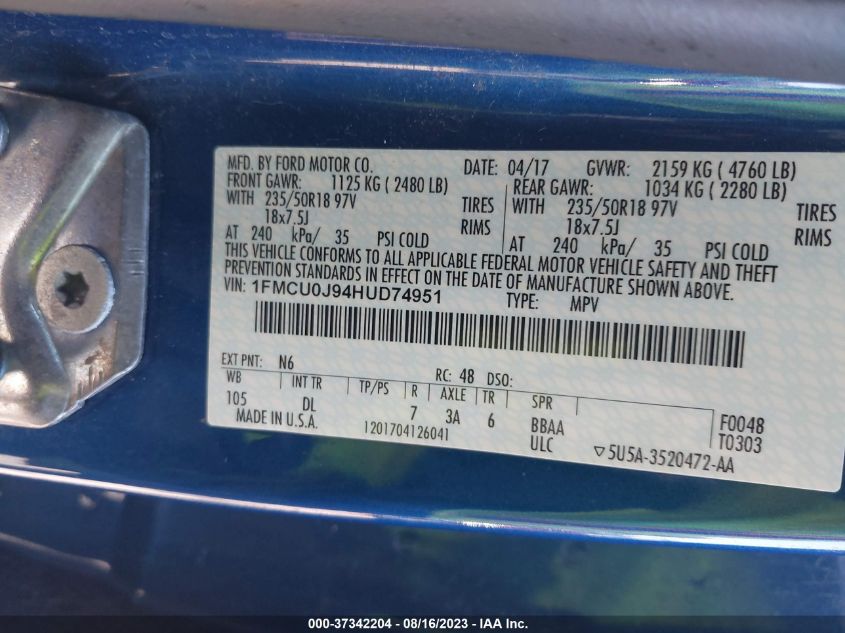 MFD. BY FORD MOTOR CO. DATE: 04/17 GVWR: 2159 KG ( 4760 LB)
FRONT GAWR: 1125 KG ( 2480 LB) REAR GAWR: 1034 KG ( 2280 LB)
WITH 235/50R18 97V TIRES WITH 235/50R18 97V TIRES
18x7.5J RIMS 18x7.5J RIMS
AT 240 kPa/ 35 PSI COLD AT 240 kPa/ 35 PSI COLD
THIS VEHICLE CONFORMS TO ALL APPLICABLE FEDERAL MOTOR VEHICLE SAFETY AND THEFT
PREVENTION STANDARDS IN EFFECT ON THE DATE OF MANUFACTURE SHOWN ABOVE.
VIN: 1FMCU0J94HUD74951 TYPE: MPV
EXT PNT: N6 RC: 48 DSO:
WB INT TR TP/PS R AXLE TR SPR
105 DL 7 3A 6 BBAA F0048
MADE IN U.S.A. 1201704126041 ULC ▽5U5A-3520472-AA T0303
000-37342204 - 08/16/2023 - IAA Inc.